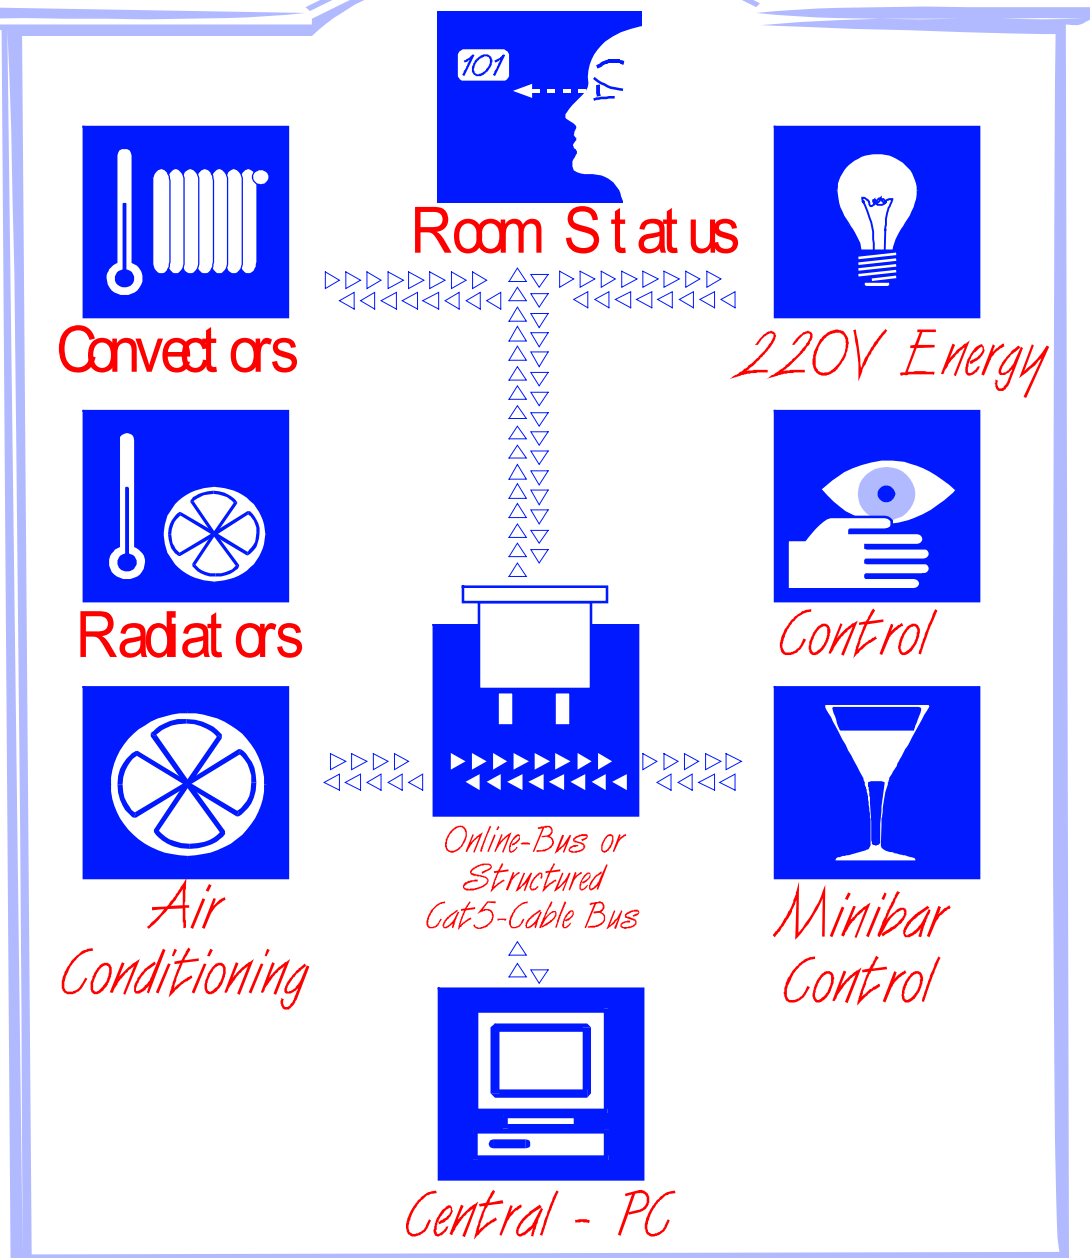 101
Room Status
Convectors
220V Energy
Radiators
Control
Online-Bus or
Structured
Cat5-Cable Bus
Air
Conditioning
Minibar
Control
Central - PC